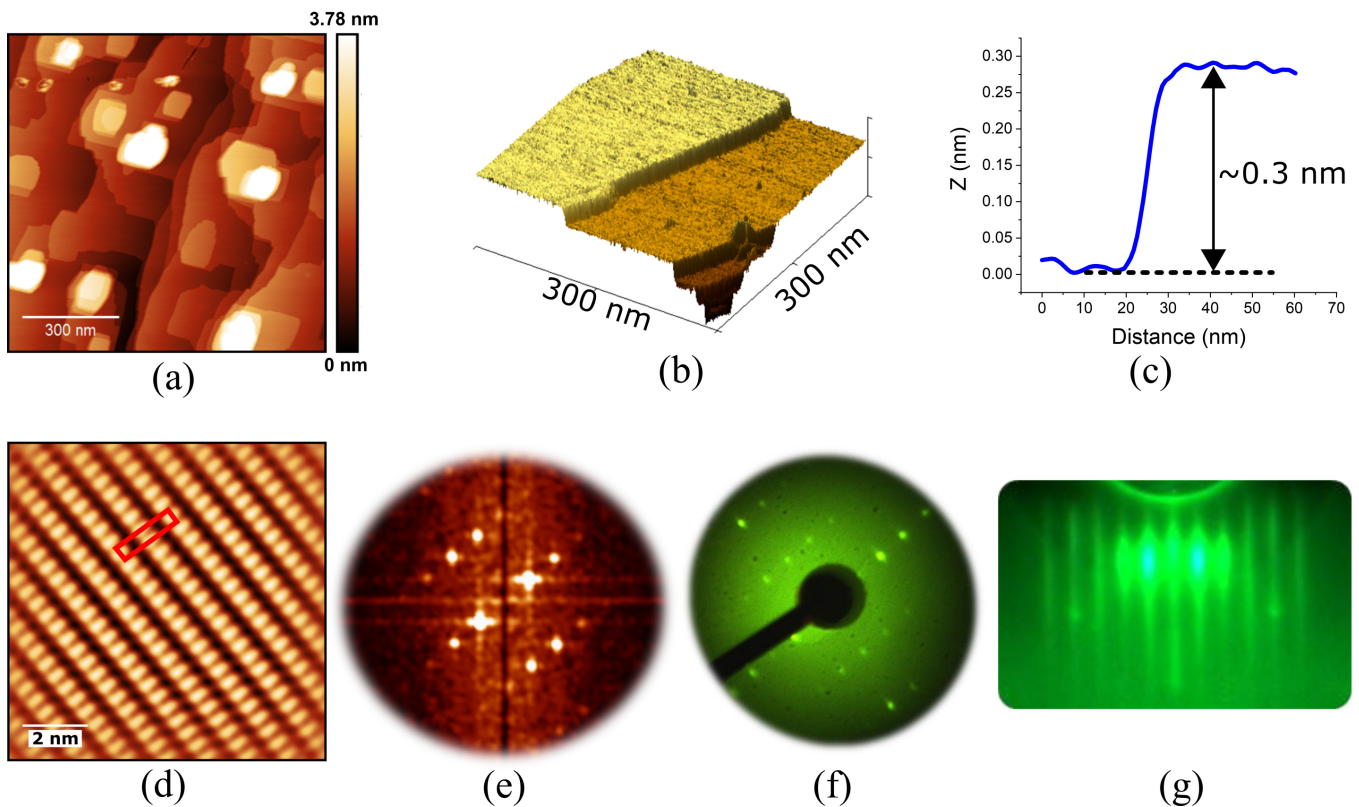 3.78 nm
300 nm
0 nm
(a)
300 nm
300 nm
(b)
0.30
0.25
0.20
0.15
0.10
0.05
0.00
Z (nm)
~0.3 nm
0 10 20 30 40 50 60 70
Distance (nm)
(c)
2 nm
(d)
(e)
(f)
(g)